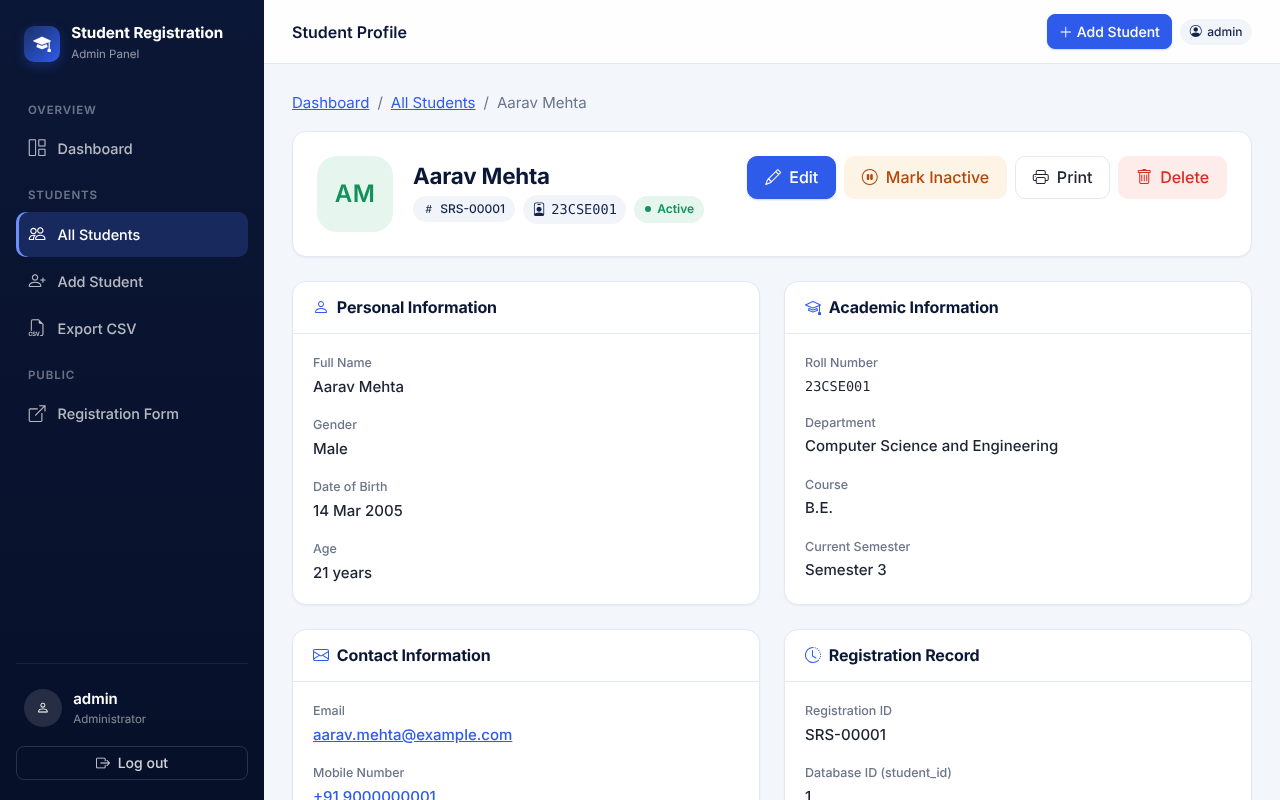 Student Registration
Admin Panel
OVERVIEW
Dashboard
STUDENTS
All Students
Add Student
Export CSV
PUBLIC
Registration Form
admin
Administrator
Log out
Student Profile
+ Add Student
admin
Dashboard / All Students / Aarav Mehta
AM
Aarav Mehta
# SRS-00001
23CSE001
Active
Edit
Mark Inactive
Print
Delete
Personal Information
Full Name
Aarav Mehta
Gender
Male
Date of Birth
14 Mar 2005
Age
21 years
Academic Information
Roll Number
23CSE001
Department
Computer Science and Engineering
Course
B.E.
Current Semester
Semester 3
Contact Information
Email
aarav.mehta@example.com
Mobile Number
+91 9000000001
Registration Record
Registration ID
SRS-00001
Database ID (student_id)
1